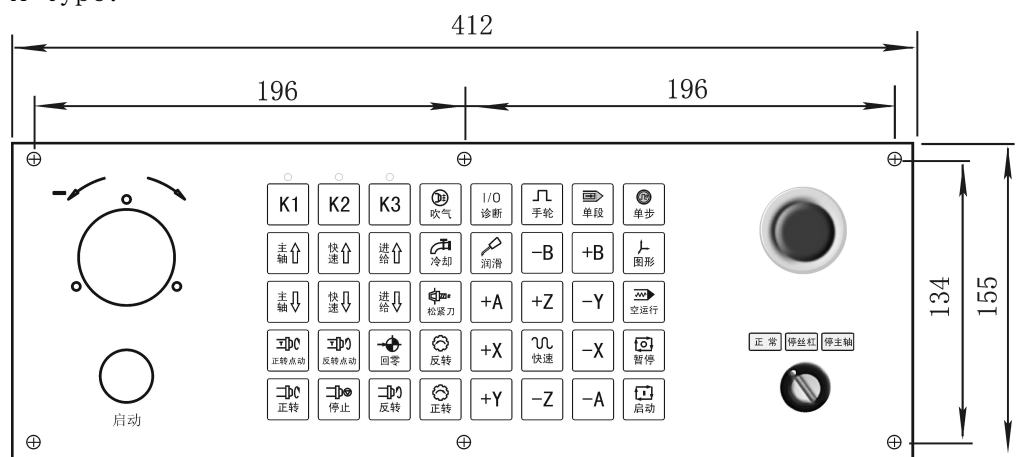 412
196
196
K1
K2
K3
吹气
I/O
诊断
手轮
单段
单步
主轴
快速
进给
冷却
润滑
-B
+B
图形
主轴
快速
进给
松紧刀
+A
+Z
-Y
空运行
正转点动
反转点动
回零
反转
+X
快速
-X
暂停
正转
停止
反转
正转
+Y
-Z
-A
启动
启动
正常
停丝杠
停主轴
134
155